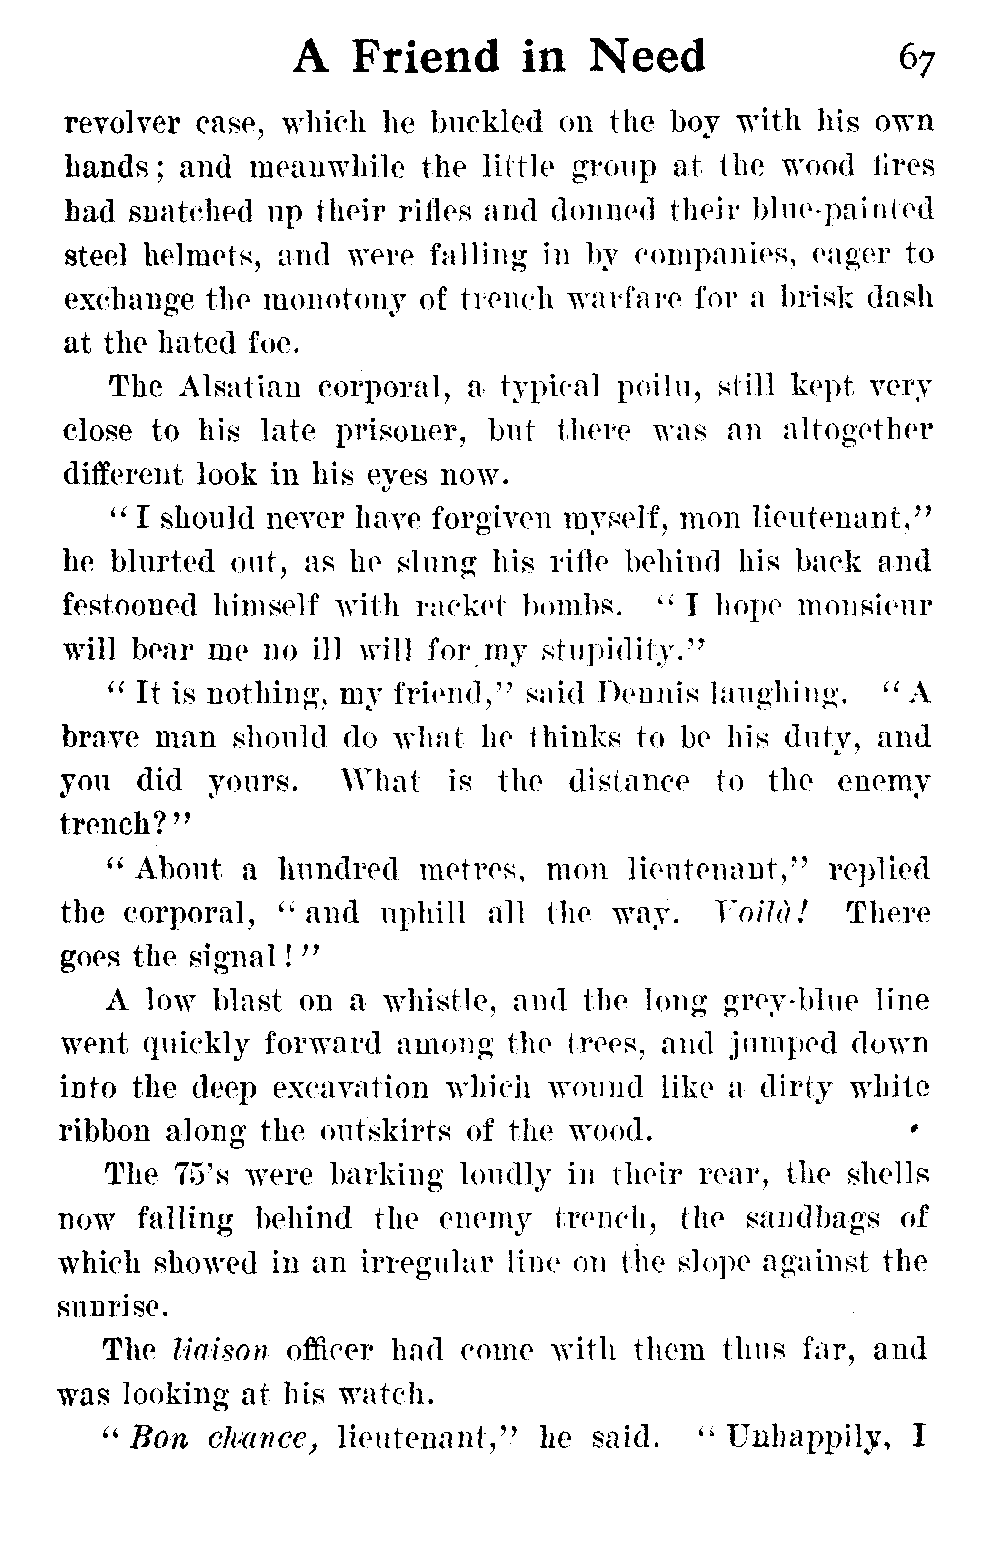 A Friend in Need 67
revolver case, which he buckled on the boy with his own
hands; and meanwhile the little group at the wood fires
had snatched up their rifles and donned their blue-painted
steel helmets, and were falling in by companies, eager to
exchange the monotony of trench warfare for a brisk dash
at the hated foe.
The Alsatian corporal, a typical poilu, still kept very
close to his late prisoner, but there was an altogether
different look in his eyes now.
"I should never have forgiven myself, mon lieutenant,"
he blurted out, as he slung his rifle behind his back and
festooned himself with racket bombs. "I hope monsieur
will bear me no ill will for my stupidity."
"It is nothing, my friend," said Dennis laughing. "A
brave man should do what he thinks to be his duty, and
you did yours. What is the distance to the enemy
trench?"
"About a hundred metres, mon lieutenant," replied
the corporal, "and uphill all the way. Voilà! There
goes the signal!"
A low blast on a whistle, and the long grey-blue line
went quickly forward among the trees, and jumped down
into the deep excavation which wound like a dirty white
ribbon along the outskirts of the wood.
The 75's were barking loudly in their rear, the shells
now falling behind the enemy trench, the sandbags of
which showed in an irregular line on the slope against the
sunrise.
The liaison officer had come with them thus far, and
was looking at his watch.
"Bon chance, lieutenant," he said. "Unhappily, I